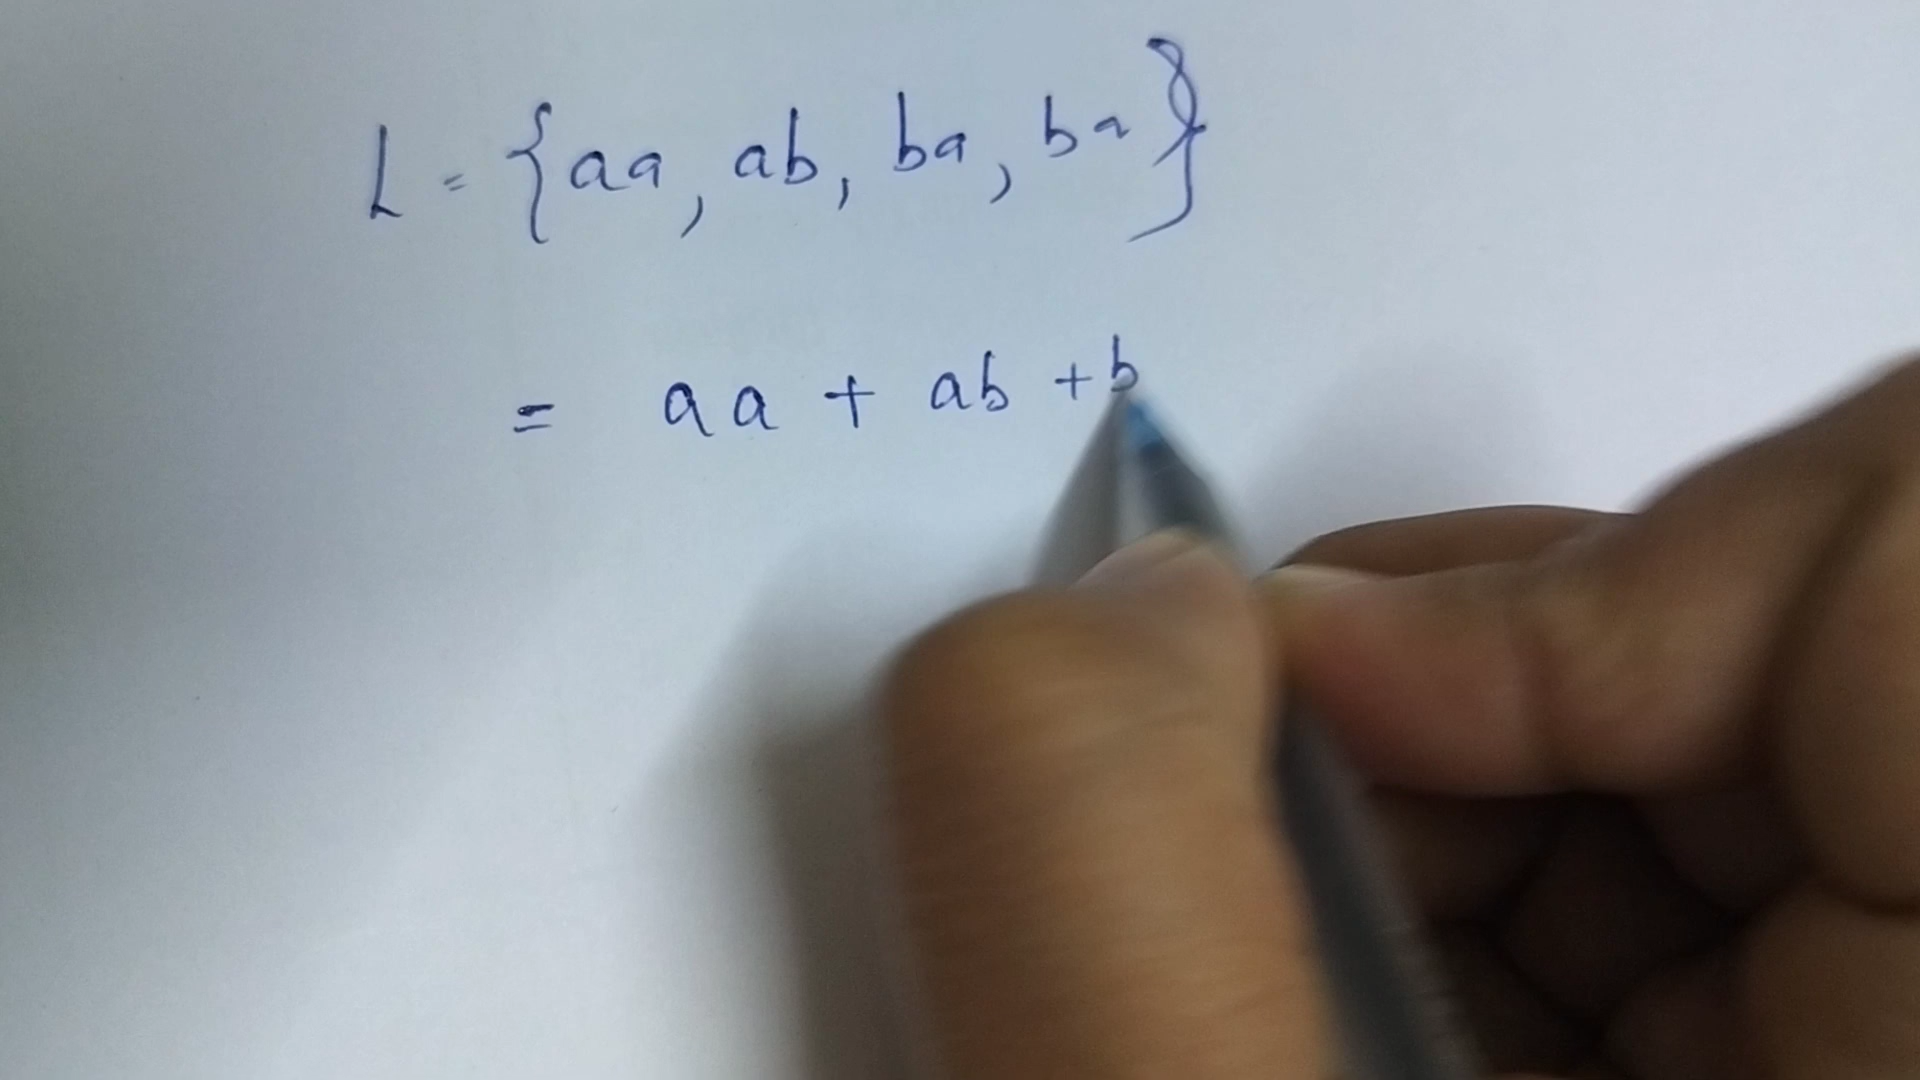 L = {aa, ab, ba, ba}
= aa + ab + b